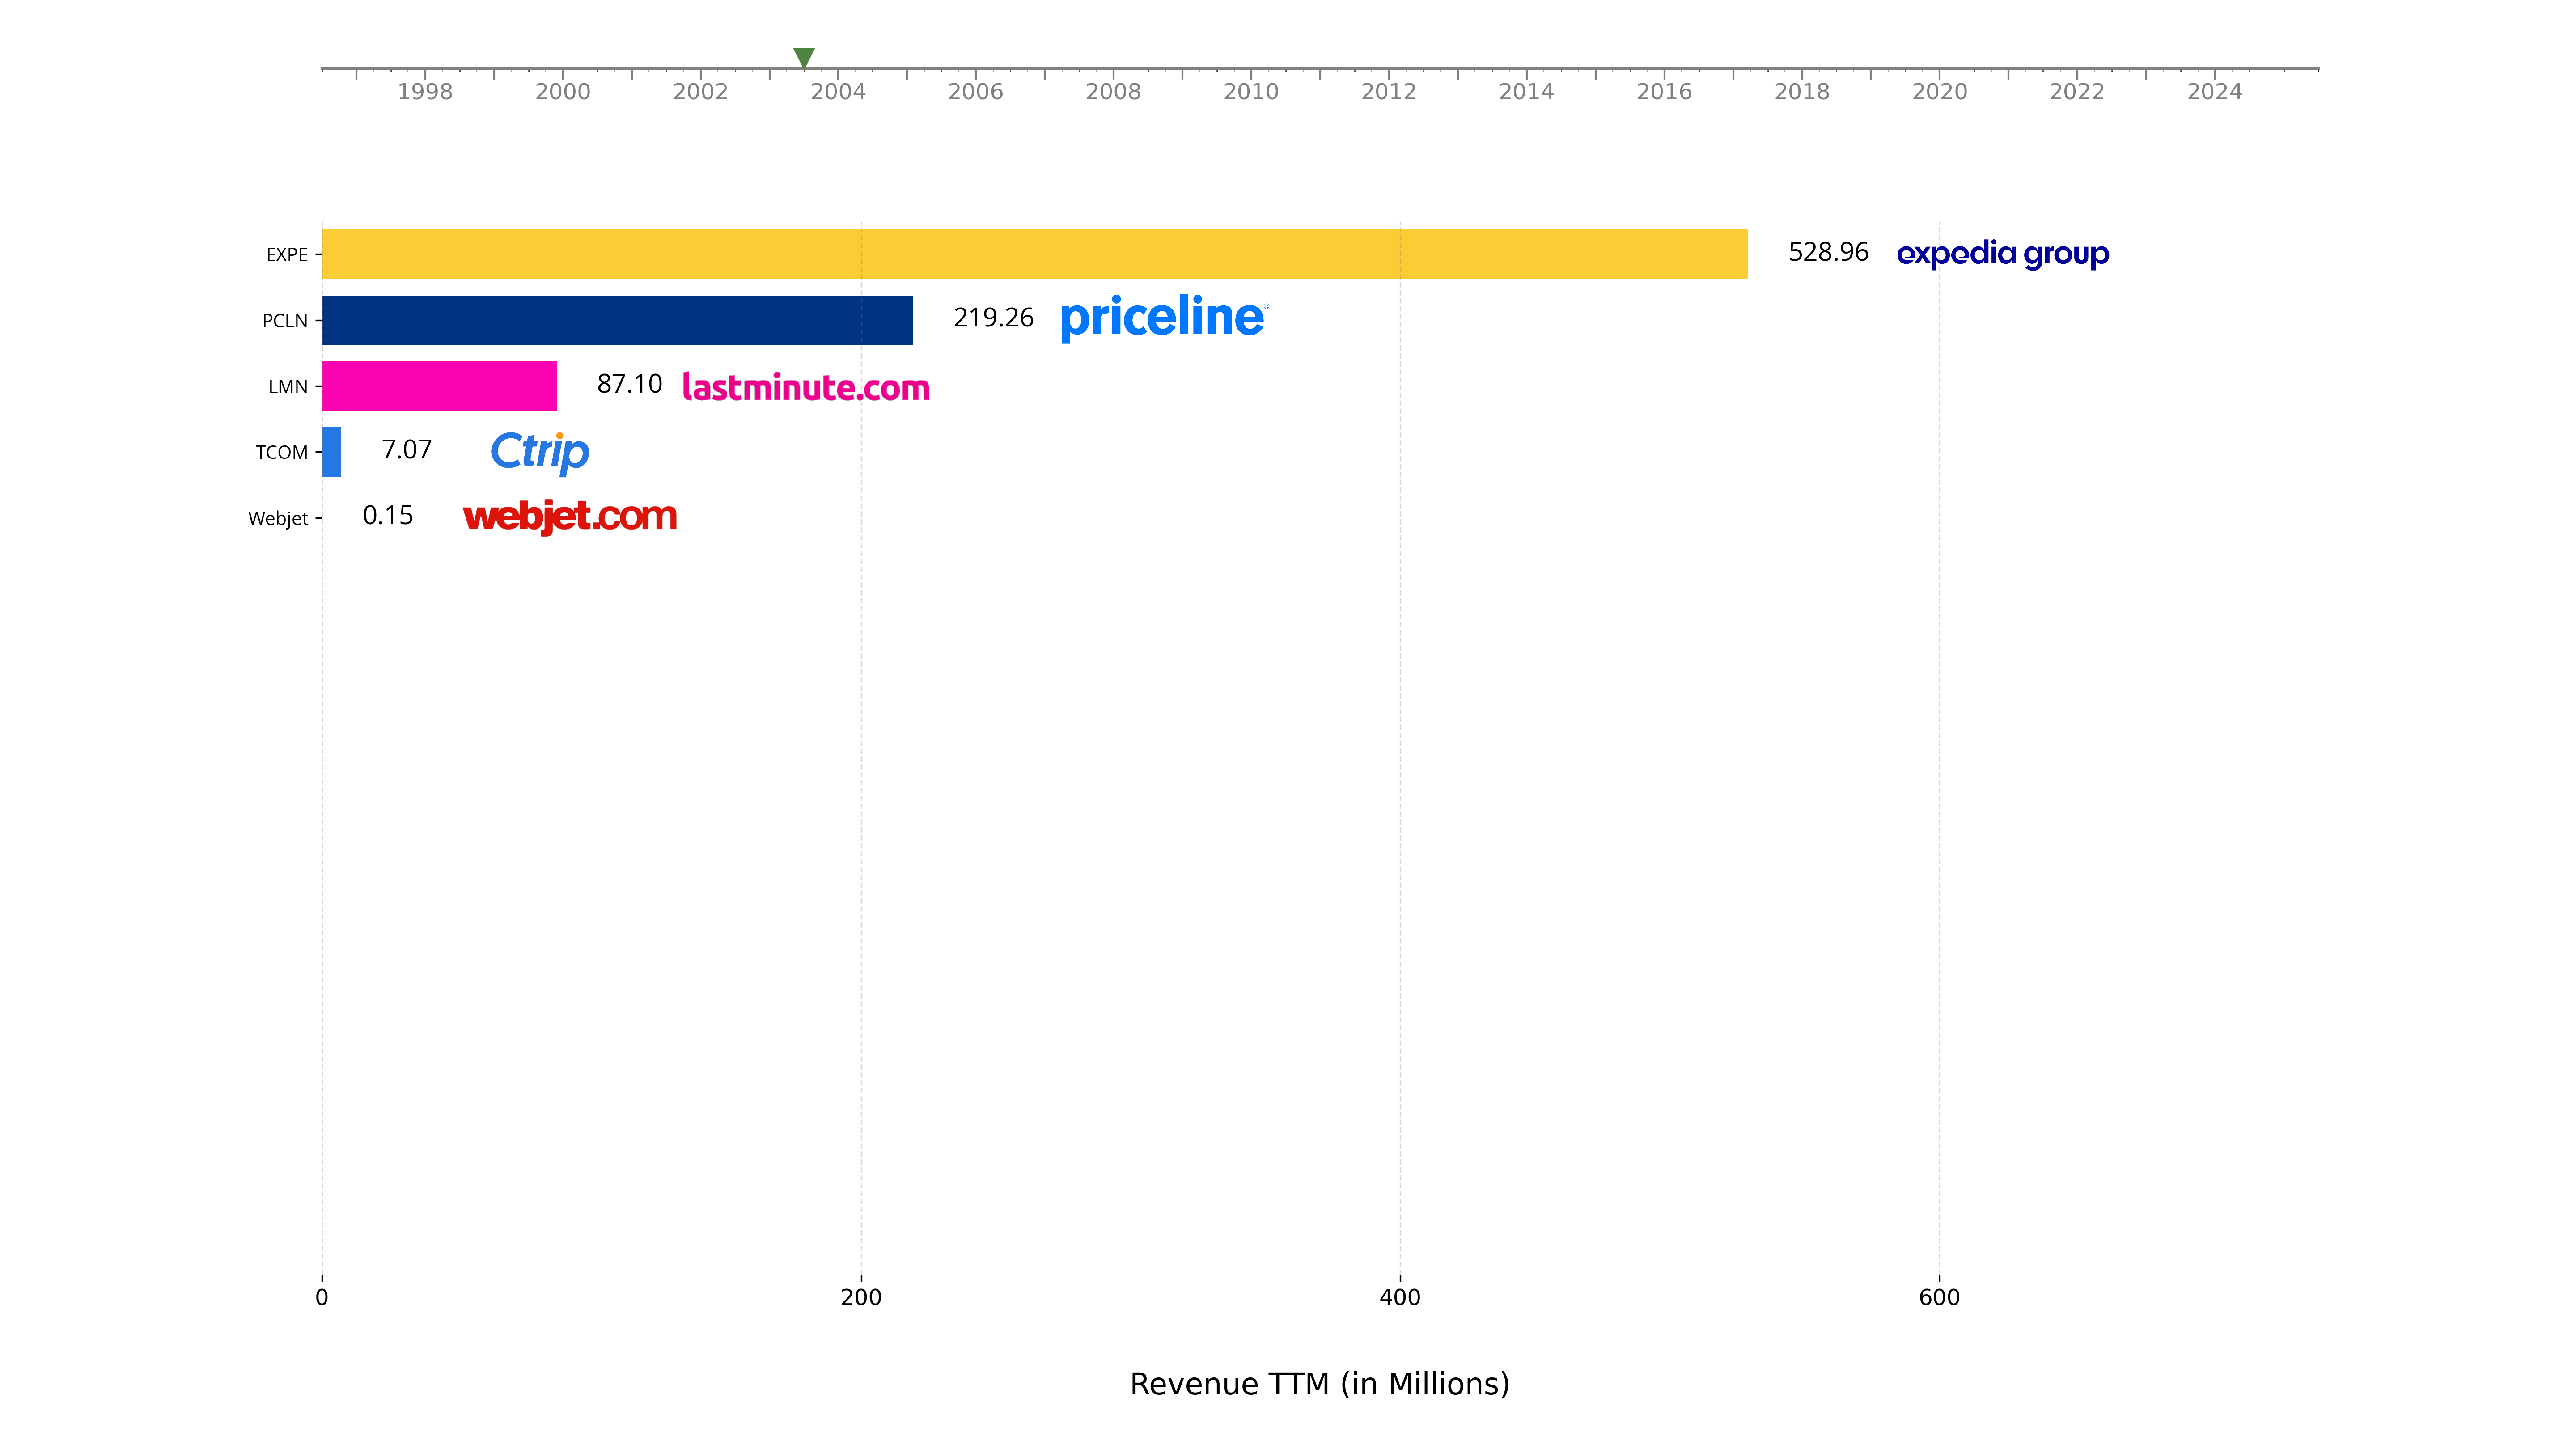 1998 2000 2002 2004 2006 2008 2010 2012 2014 2016 2018 2020 2022 2024
EXPE 528.96 expedia group
PCLN 219.26 priceline®
LMN 87.10 lastminute.com
TCOM 7.07 Ctrip
Webjet 0.15 webjet.com
0 200 400 600
Revenue TTM (in Millions)